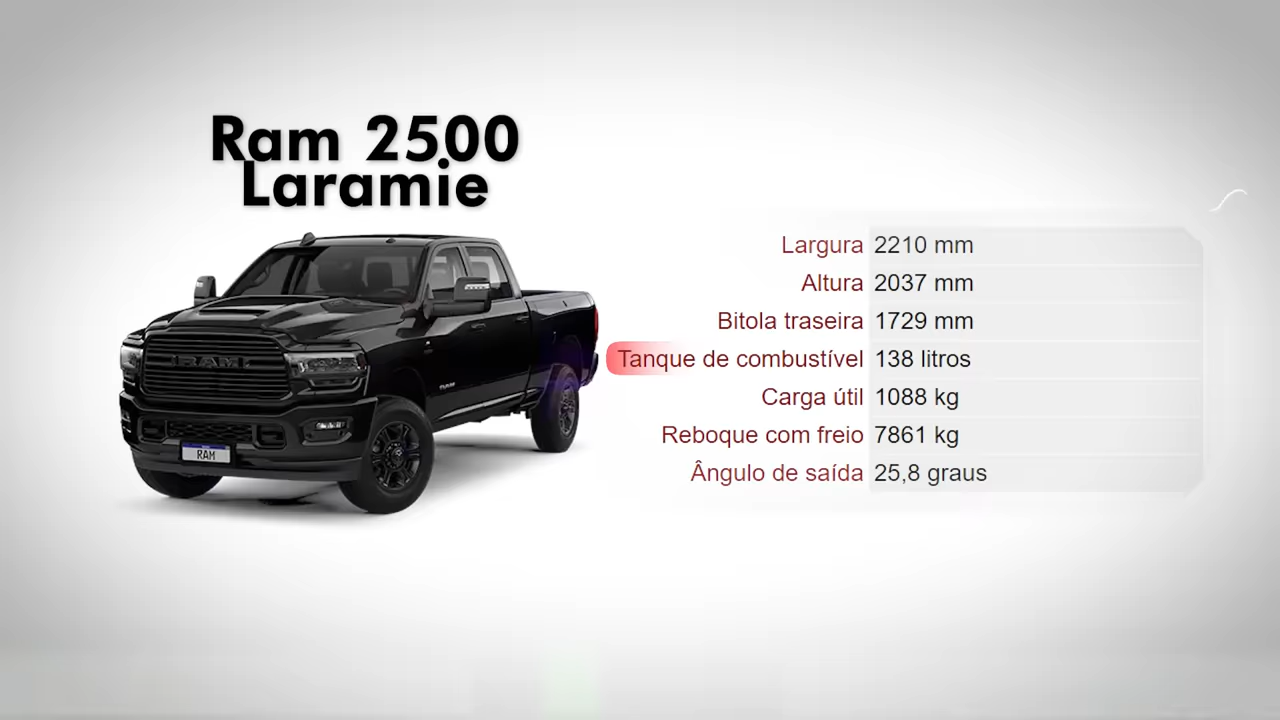 Ram 2500
Laramie
Largura 2210 mm
Altura 2037 mm
Bitola traseira 1729 mm
Tanque de combustível 138 litros
Carga útil 1088 kg
Reboque com freio 7861 kg
Ângulo de saída 25,8 graus
RAM
RAM